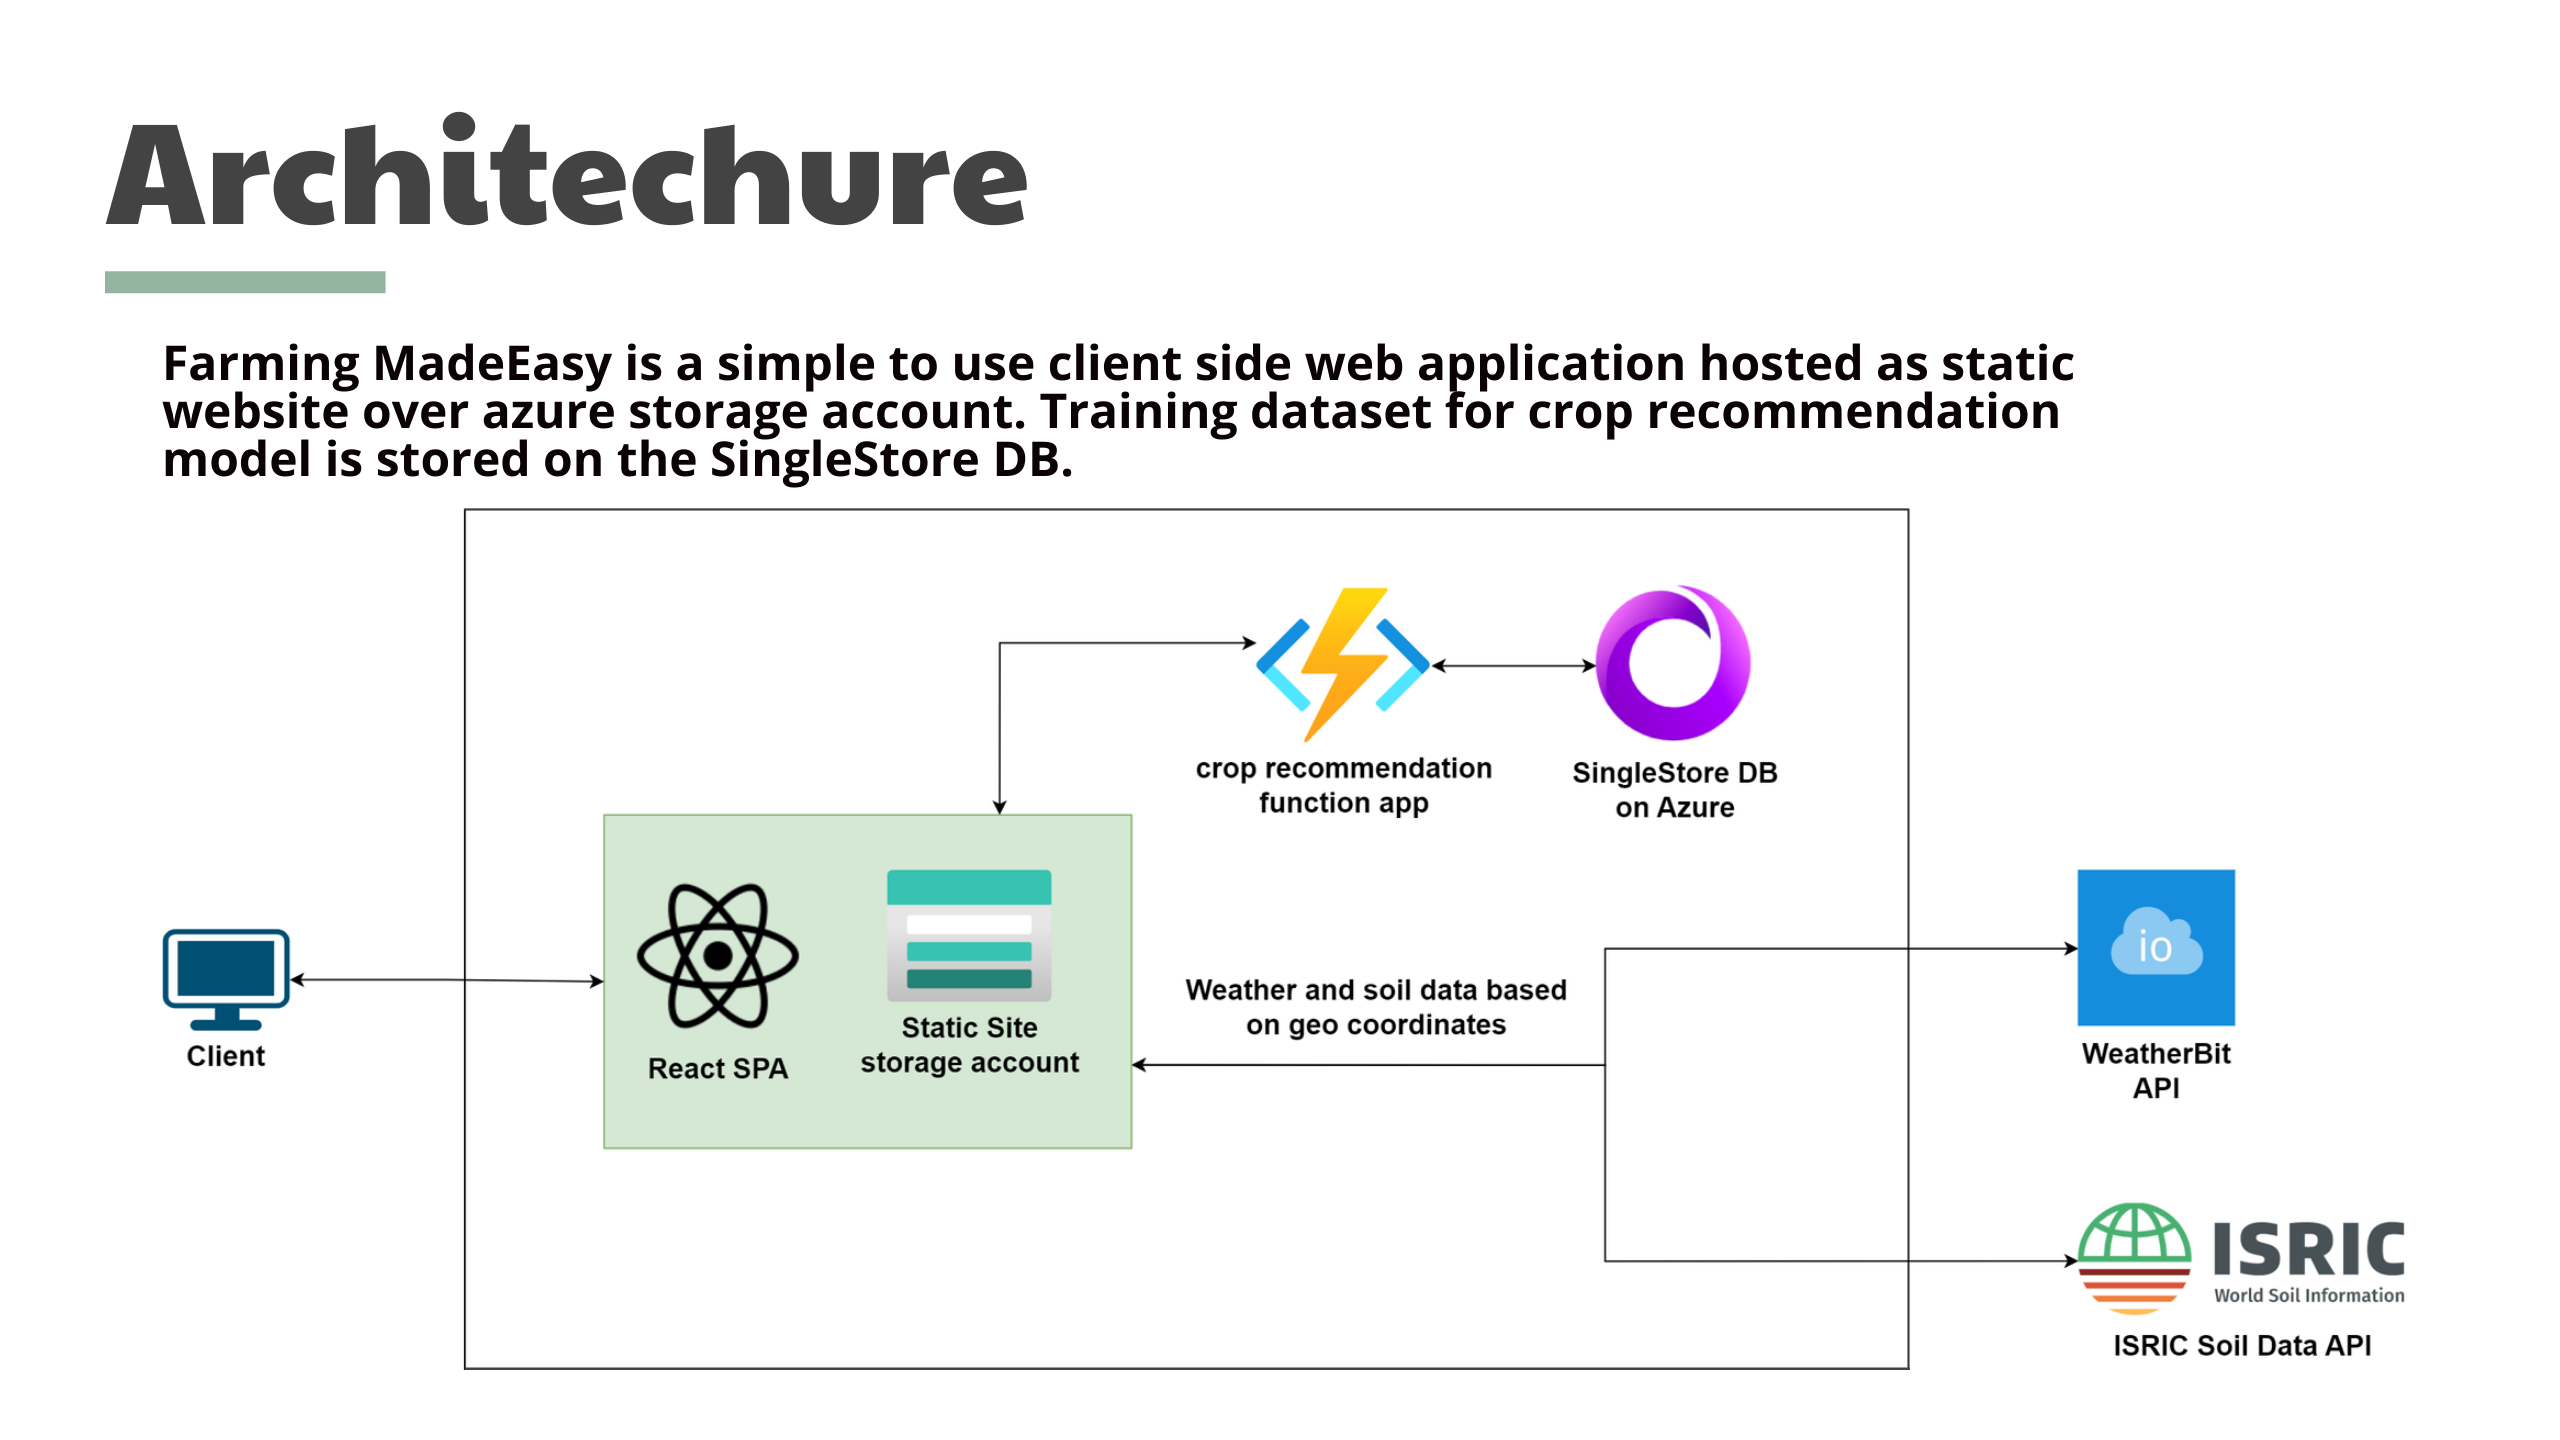 Architechure
Farming MadeEasy is a simple to use client side web application hosted as static
website over azure storage account. Training dataset for crop recommendation
model is stored on the SingleStore DB.
crop recommendation
function app
SingleStore DB
on Azure
io
Weather and soil data based
on geo coordinates
Static Site
storage account
React SPA
Client
WeatherBit
API
ISRIC
World Soil Information
ISRIC Soil Data API